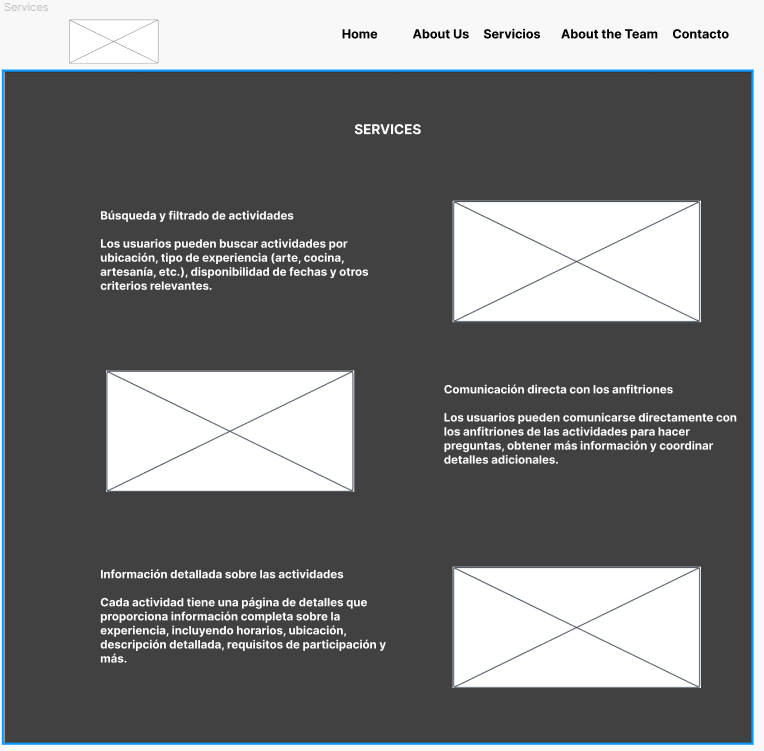 Services
Home About Us Servicios About the Team Contacto
SERVICES
Búsqueda y filtrado de actividades
Los usuarios pueden buscar actividades por
ubicación, tipo de experiencia (arte, cocina,
artesanía, etc.), disponibilidad de fechas y otros
criterios relevantes.
Comunicación directa con los anfitriones
Los usuarios pueden comunicarse directamente con
los anfitriones de las actividades para hacer
preguntas, obtener más información y coordinar
detalles adicionales.
Información detallada sobre las actividades
Cada actividad tiene una página de detalles que
proporciona información completa sobre la
experiencia, incluyendo horarios, ubicación,
descripción detallada, requisitos de participación y
más.